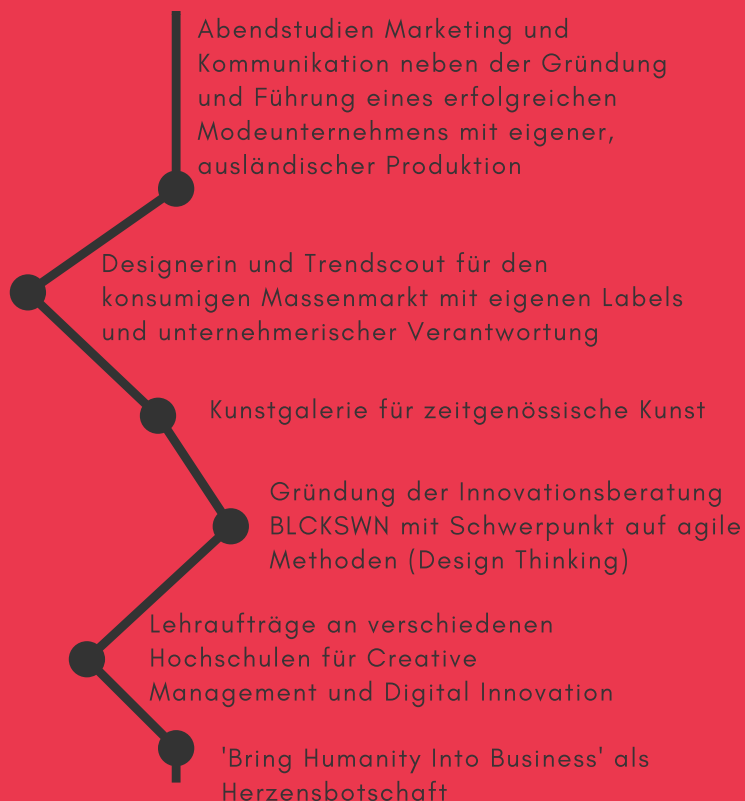 Abendstudien Marketing und
Kommunikation neben der Gründung
und Führung eines erfolgreichen
Modeunternehmens mit eigener,
ausländischer Produktion
Designerin und Trendscout für den
konsumigen Massenmarkt mit eigenen Labels
und unternehmerischer Verantwortung
Kunstgalerie für zeitgenössische Kunst
Gründung der Innovationsberatung
BLCKSWN mit Schwerpunkt auf agile
Methoden (Design Thinking)
Lehraufträge an verschiedenen
Hochschulen für Creative
Management und Digital Innovation
'Bring Humanity Into Business' als
Herzensbotschaft